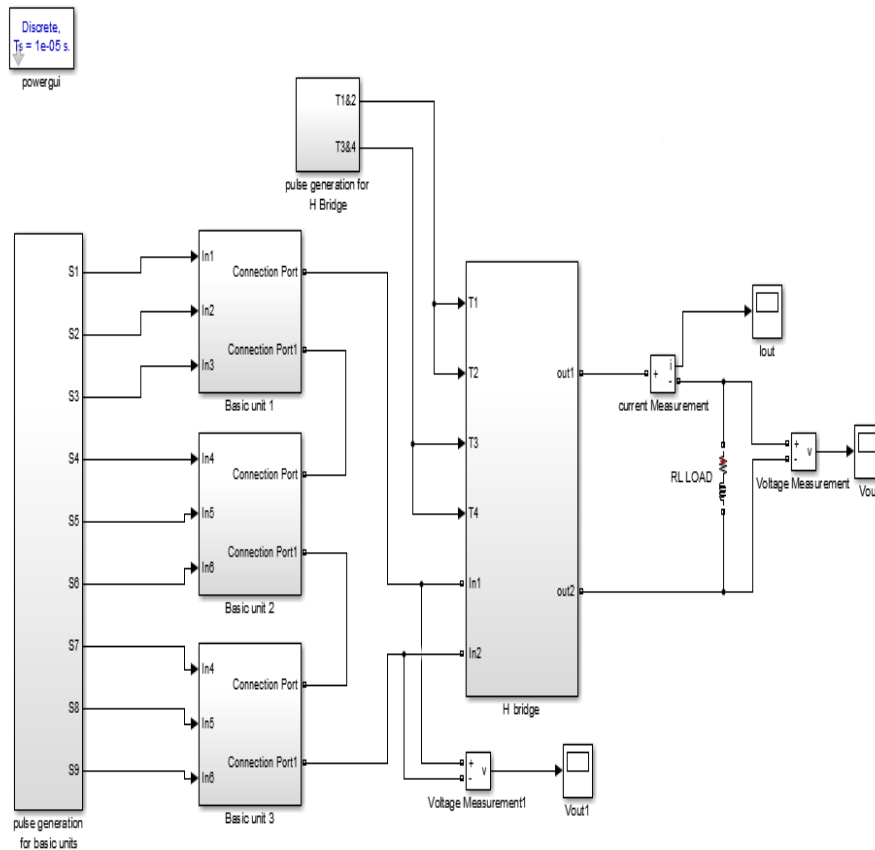 Discrete,
Ts = 1e-05 s.
powergui
T1&2
T3&4
pulse generation for
H Bridge
S1
S2
S3
S4
S5
S6
S7
S8
S9
pulse generation
for basic units
In1
In2
In3
Connection Port
Connection Port1
Basic unit 1
In4
In5
In6
Connection Port
Connection Port1
Basic unit 2
In4
In5
In6
Connection Port
Connection Port1
Basic unit 3
T1
T2
T3
T4
In1
In2
out1
out2
H bridge
+
-
i
current Measurement
Iout
RL LOAD
+
-
v
Voltage Measurement
Vou
+
-
v
Voltage Measurement1
Vout1